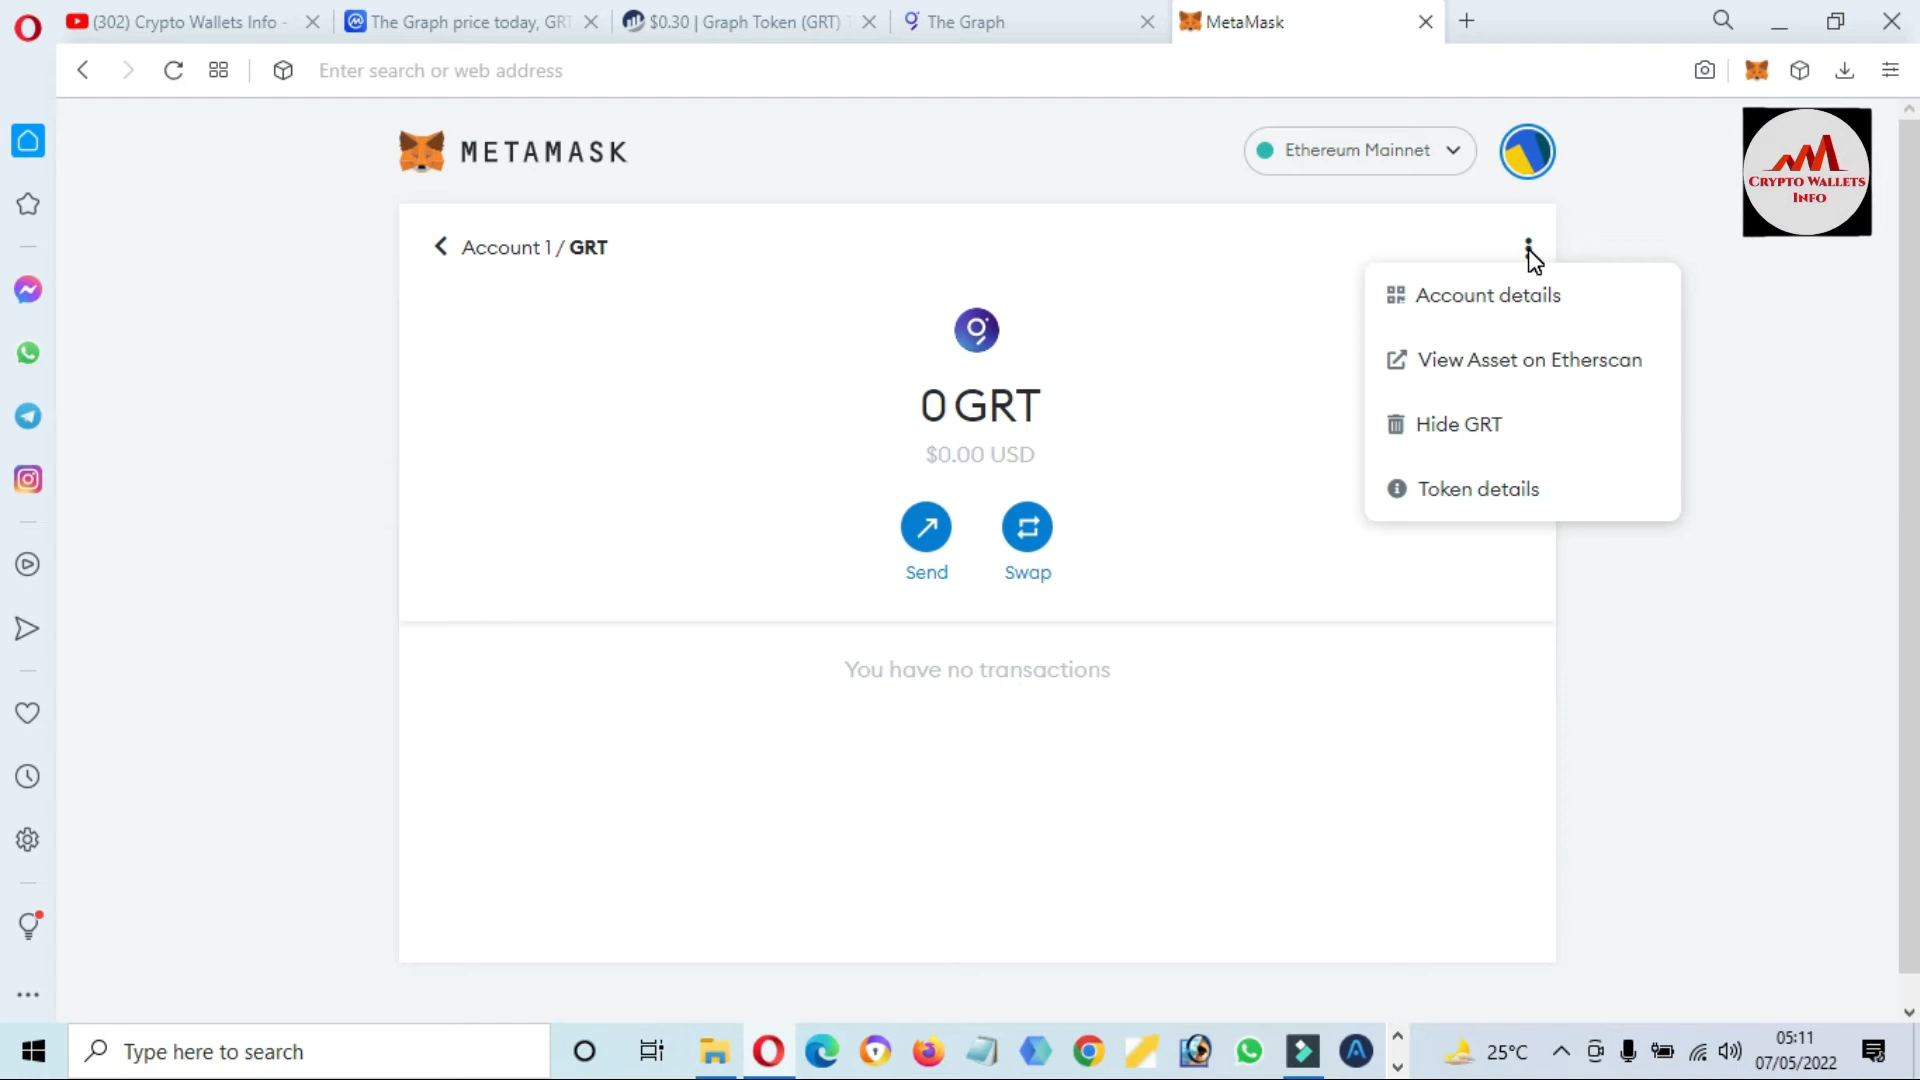 (302) Crypto Wallets Info -
The Graph price today, GRT
$0.30 | Graph Token (GRT)
The Graph
MetaMask
Enter search or web address
METAMASK
Ethereum Mainnet
CRYPTO WALLETS
INFO
Account 1 / GRT
Account details
View Asset on Etherscan
Hide GRT
Token details
0 GRT
$0.00 USD
Send
Swap
You have no transactions
Type here to search
25°C
05:11
07/05/2022